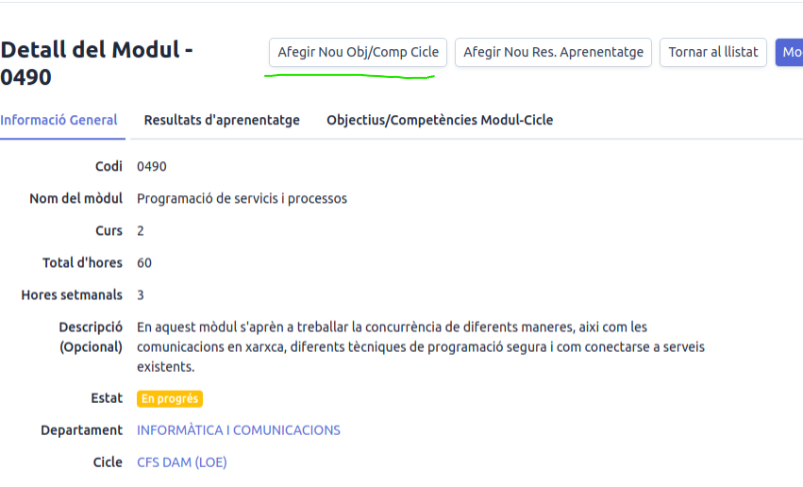 Detall del Modul -
0490
Afegir Nou Obj/Comp Cicle
Afegir Nou Res. Aprenentatge
Tornar al llistat
Mo
Informació General
Resultats d'aprenentatge
Objectius/Competències Modul-Cicle
Codi 0490
Nom del mòdul Programació de servicis i processos
Curs 2
Total d'hores 60
Hores setmanals 3
Descripció En aquest mòdul s'aprèn a treballar la concurrència de diferents maneres, aixi com les
(Opcional) comunicacions en xarxca, diferents tècniques de programació segura i com conectarse a serveis
existents.
Estat En progrés
Departament INFORMÀTICA I COMUNICACIONS
Cicle CFS DAM (LOE)